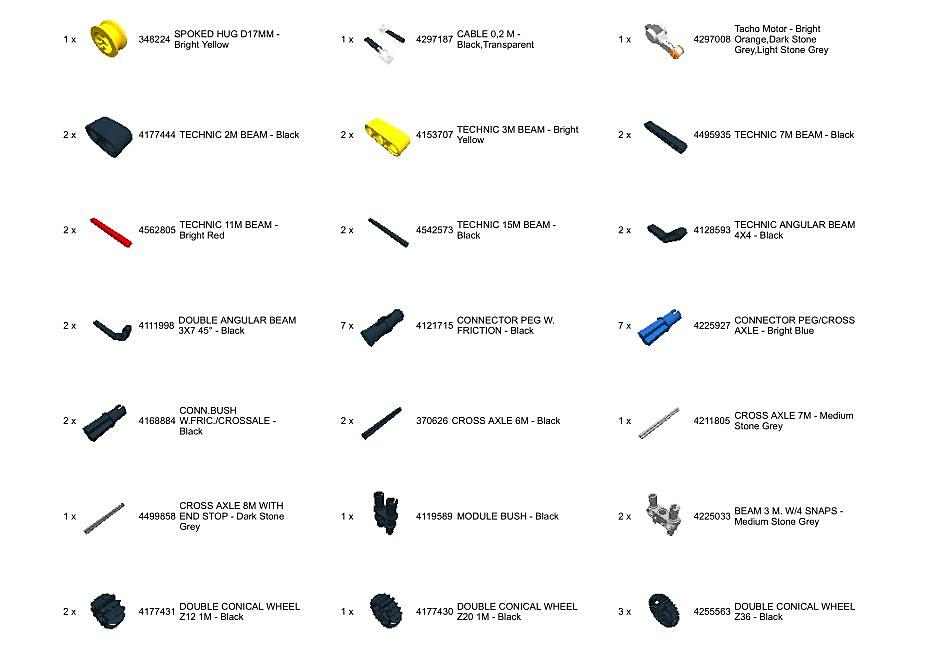 1 x 348224 SPOKED HUG D17MM -
Bright Yellow
1 x 4297187 CABLE 0,2 M -
Black,Transparent
1 x 4297008 Tacho Motor - Bright
Orange,Dark Stone
Grey,Light Stone Grey
2 x 4177444 TECHNIC 2M BEAM - Black
2 x 4153707 TECHNIC 3M BEAM - Bright
Yellow
2 x 4495935 TECHNIC 7M BEAM - Black
2 x 4562805 TECHNIC 11M BEAM -
Bright Red
2 x 4542573 TECHNIC 15M BEAM -
Black
2 x 4128593 TECHNIC ANGULAR BEAM
4X4 - Black
2 x 4111998 DOUBLE ANGULAR BEAM
3X7 45° - Black
7 x 4121715 CONNECTOR PEG W.
FRICTION - Black
7 x 4225927 CONNECTOR PEG/CROSS
AXLE - Bright Blue
2 x 4168884 CONN.BUSH
W.FRIC./CROSSALE -
Black
2 x 370626 CROSS AXLE 6M - Black
1 x 4211805 CROSS AXLE 7M - Medium
Stone Grey
1 x 4499858 CROSS AXLE 8M WITH
END STOP - Dark Stone
Grey
1 x 4119589 MODULE BUSH - Black
2 x 4225033 BEAM 3 M. W/4 SNAPS -
Medium Stone Grey
2 x 4177431 DOUBLE CONICAL WHEEL
Z12 1M - Black
1 x 4177430 DOUBLE CONICAL WHEEL
Z20 1M - Black
3 x 4255563 DOUBLE CONICAL WHEEL
Z36 - Black